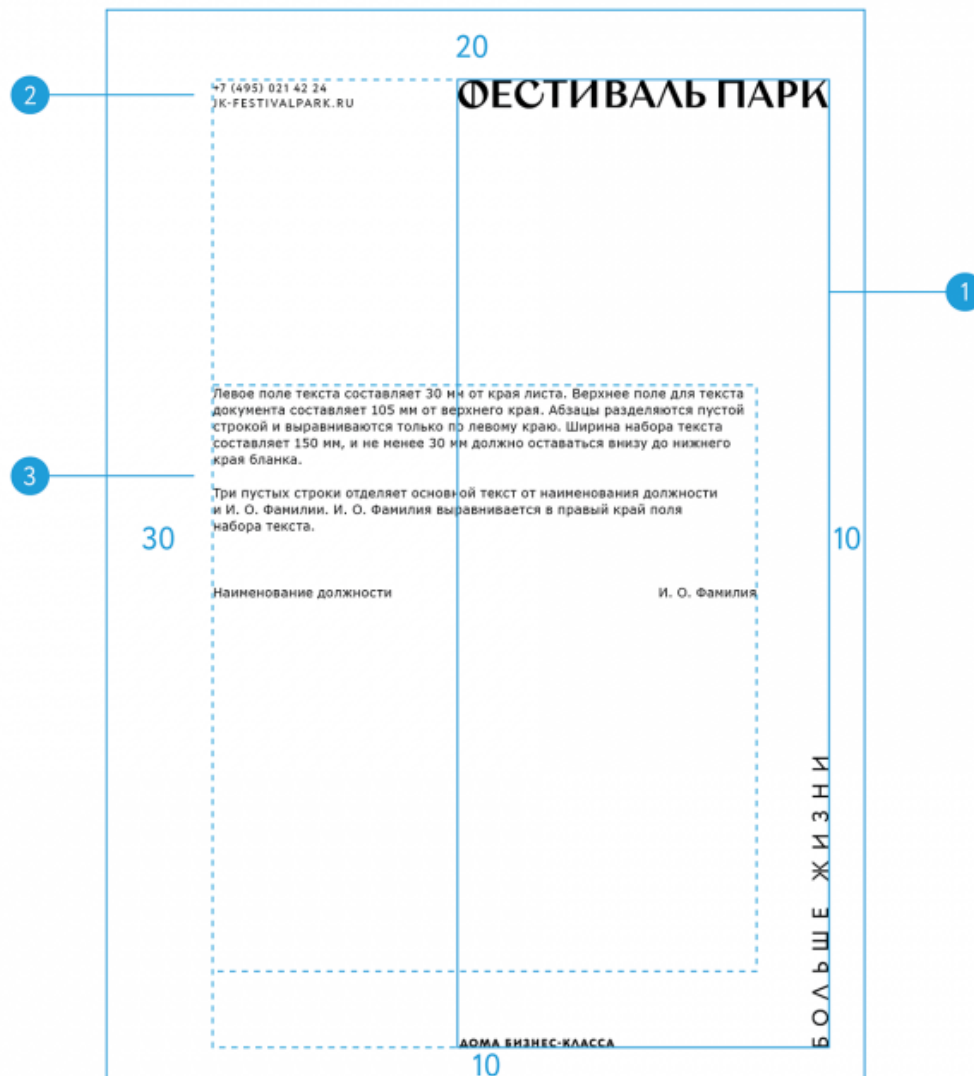 20
2
+7 (495) 021 42 24
JK-FESTIVALPARK.RU
ФЕСТИВАЛЬ ПАРК
1
Левое поле текста составляет 30 мм от края листа. Верхнее поле для текста
документа составляет 105 мм от верхнего края. Абзацы разделяются пустой
строкой и выравниваются только по левому краю. Ширина набора текста
составляет 150 мм, и не менее 30 мм должно оставаться внизу до нижнего
края бланка.
3
Три пустых строки отделяет основной текст от наименования должности
и И. О. Фамилии. И. О. Фамилия выравнивается в правый край поля
набора текста.
30
10
Наименование должности
И. О. Фамилия
БОЛЬШЕ ЖИЗНИ
ДОМА БИЗНЕС-КЛАССА
10